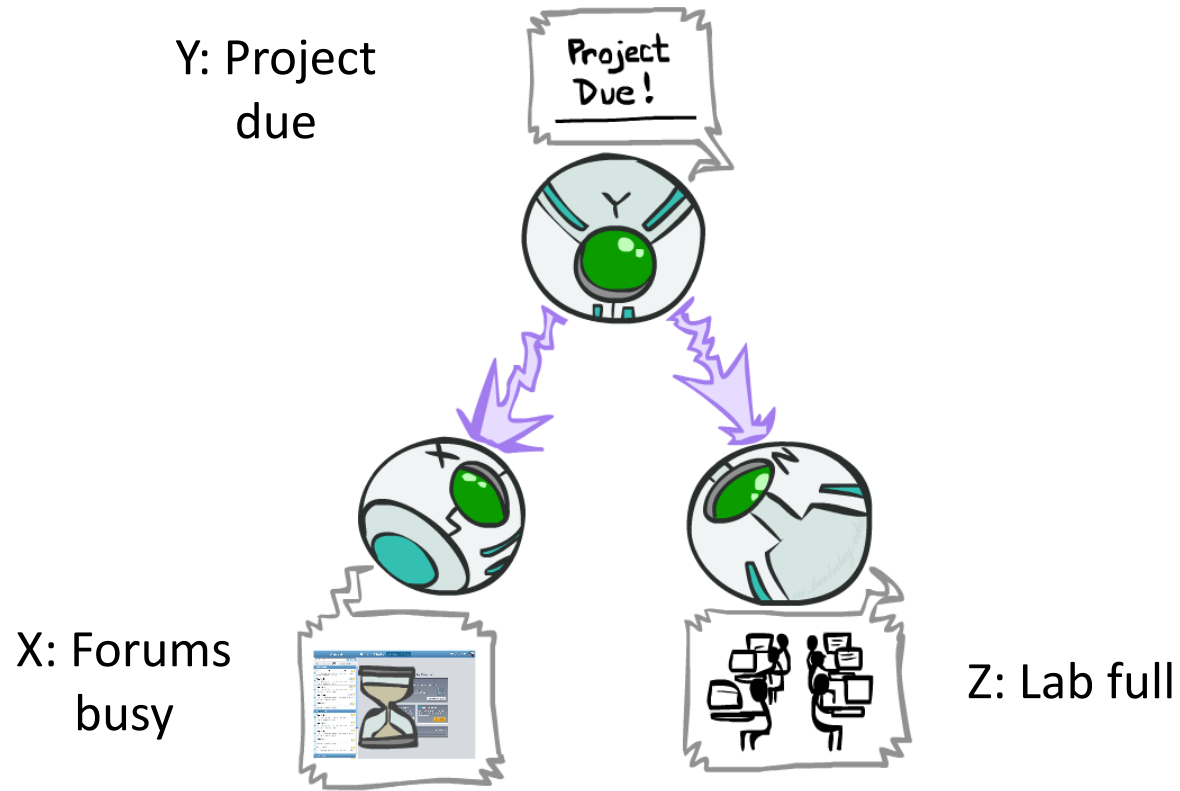 Y: Project
due
Project
Due!
Y
X
Z
X: Forums
busy
Z: Lab full